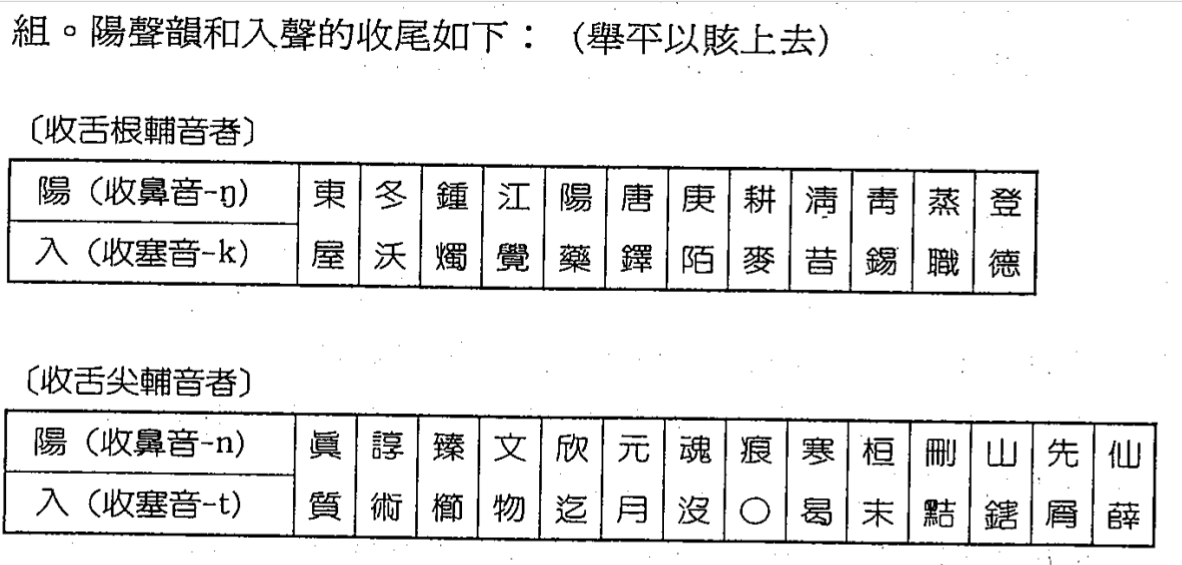 組。陽聲韻和入聲的收尾如下：（舉平以賅上去）
〔收舌根輔音者〕
陽（收鼻音-ŋ） 東 冬 鍾 江 陽 唐 庚 耕 清 青 蒸 登
入（收塞音-k） 屋 沃 燭 覺 藥 鐸 陌 麥 昔 錫 職 德
〔收舌尖輔音者〕
陽（收鼻音-n） 眞 諄 臻 文 欣 元 魂 痕 寒 桓 刪 山 先 仙
入（收塞音-t） 質 術 櫛 物 迄 月 沒 ○ 曷 末 黠 鎋 屑 薛